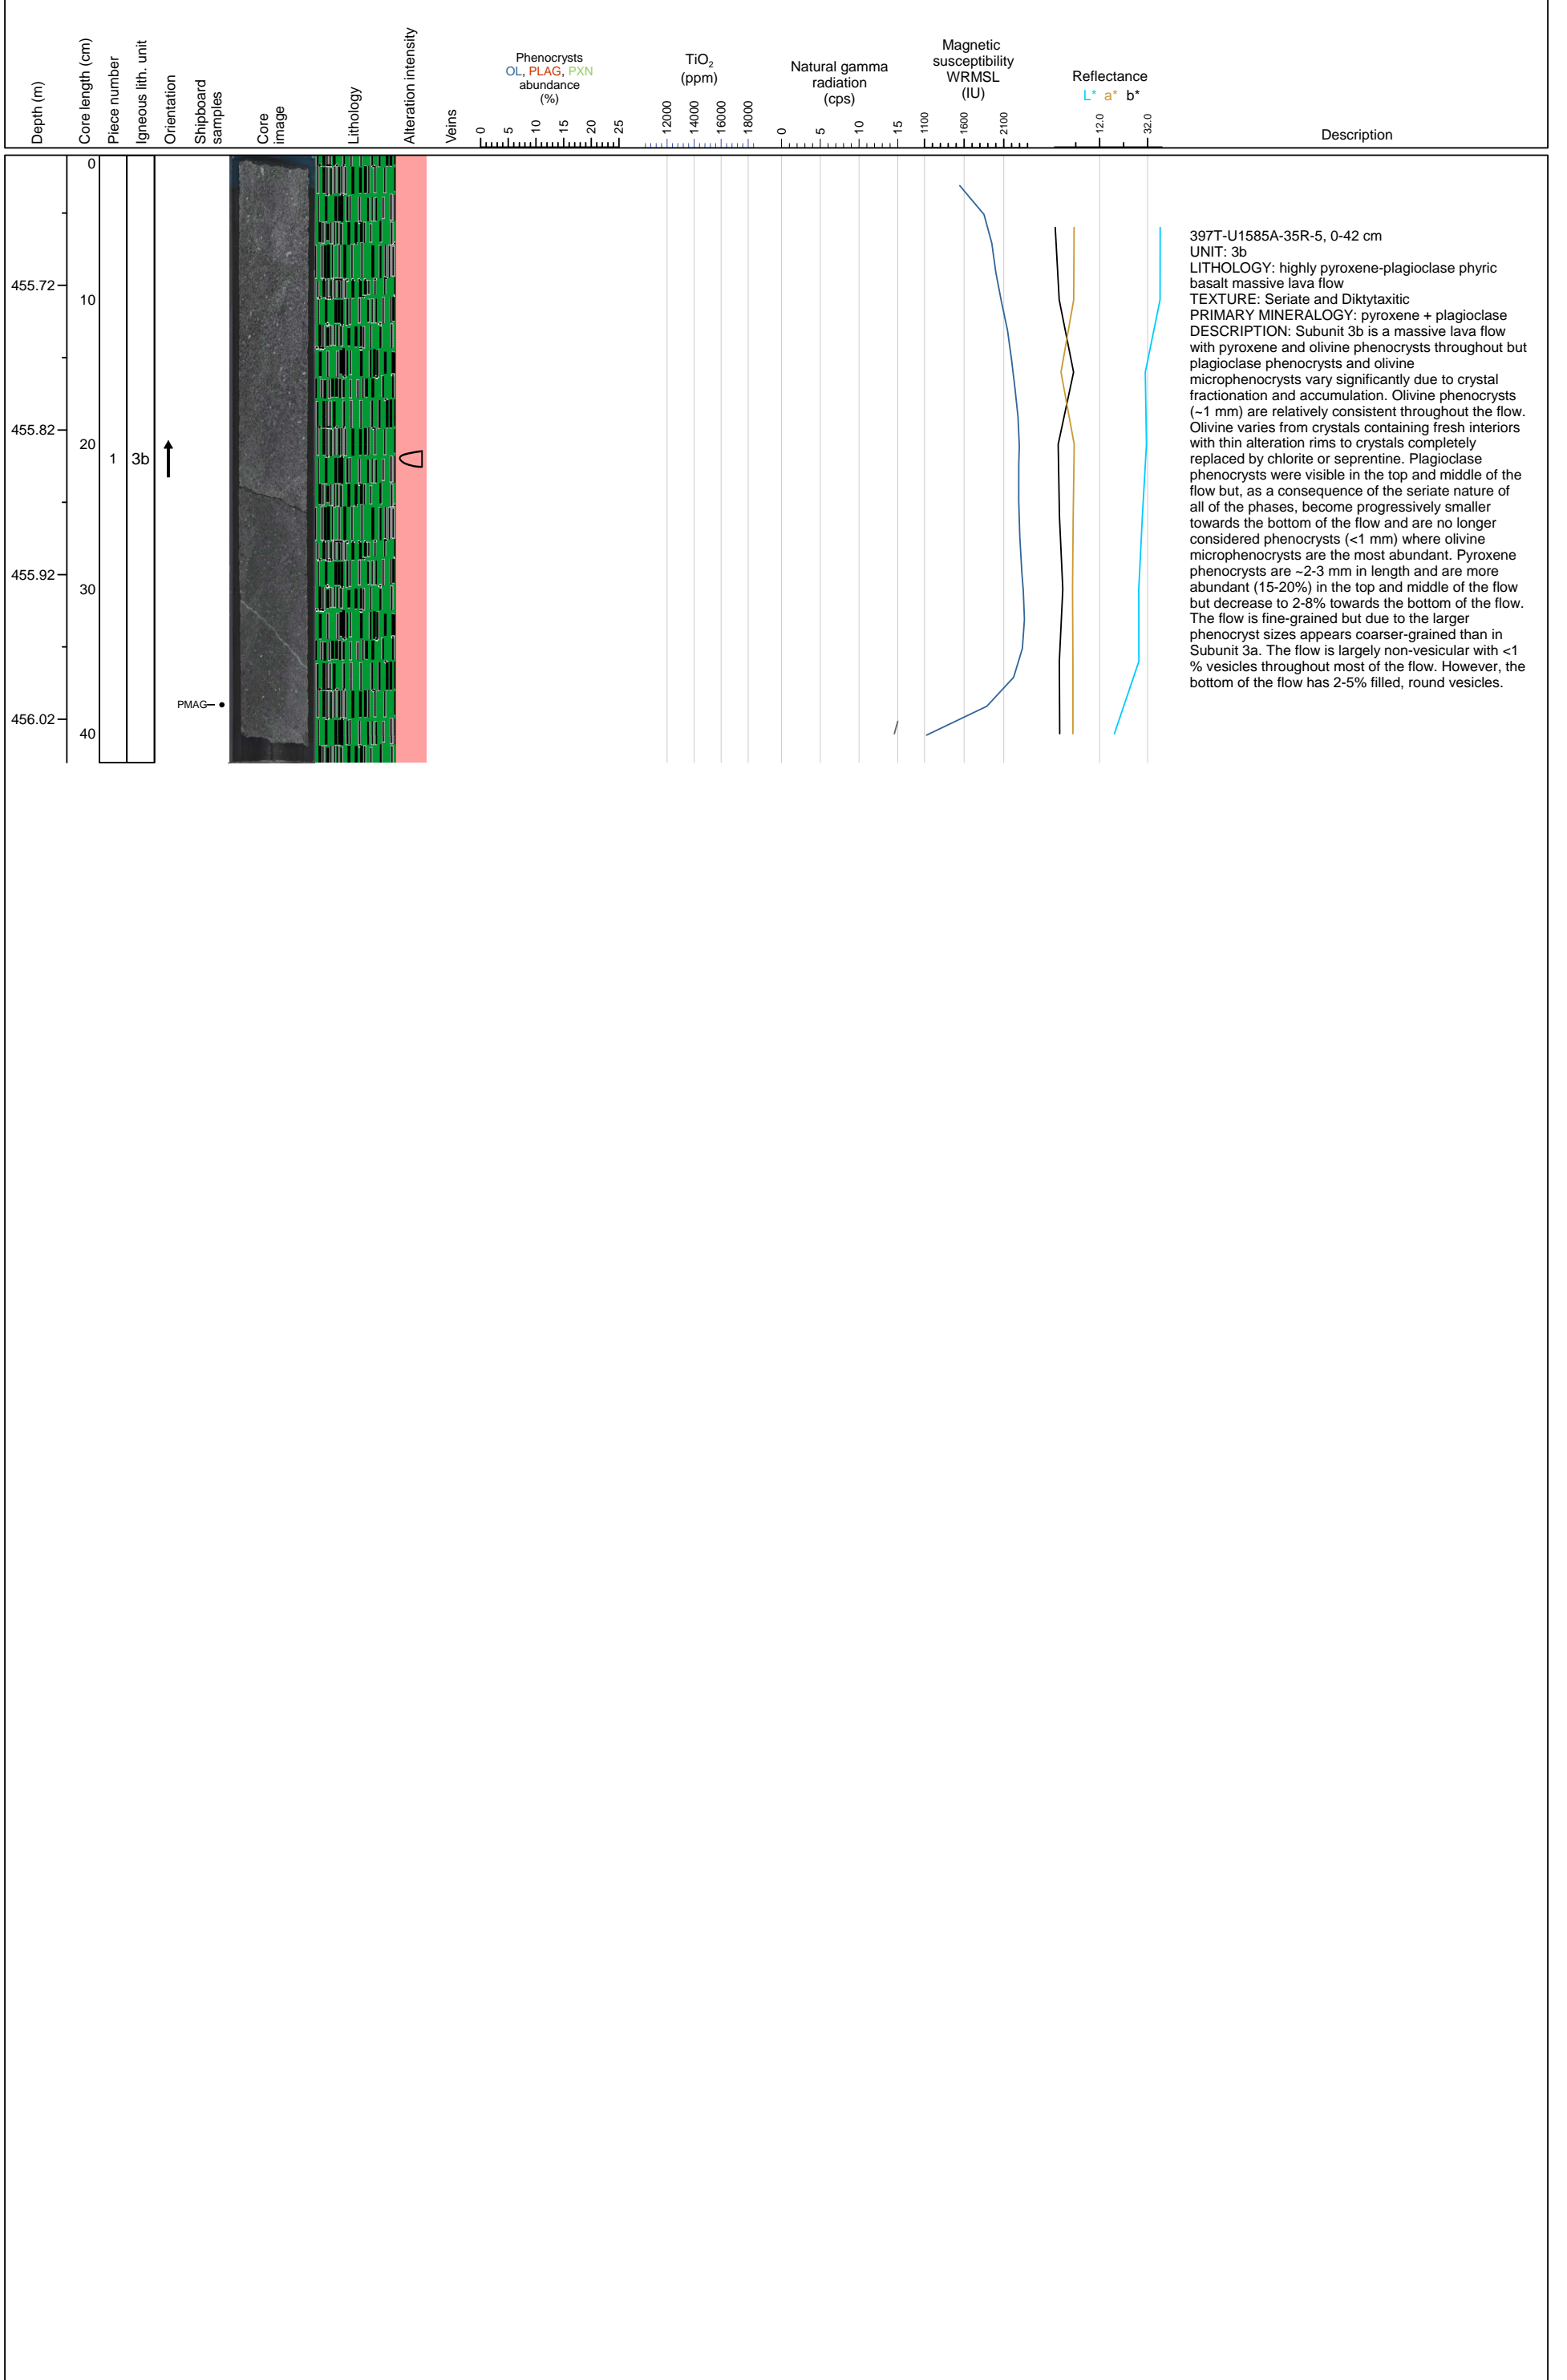 Depth (m)
Core length (cm)
Piece number
Igneous lith. unit
Orientation
Shipboard
samples
Core
image
Lithology
Alteration intensity
Veins
Phenocrysts
OL, PLAG, PXN
abundance
(%)
0 5 10 15 20 25
TiO₂
(ppm)
12000 14000 16000 18000
Natural gamma
radiation
(cps)
0 5 10 15
Magnetic
susceptibility
WRMSL
(IU)
1100 1600 2100
Reflectance
L* a* b*
12.0 32.0
Description
0
455.72
10
455.82
20
1 3b
455.92
30
PMAG
456.02
40
397T-U1585A-35R-5, 0-42 cm
UNIT: 3b
LITHOLOGY: highly pyroxene-plagioclase phyric
basalt massive lava flow
TEXTURE: Seriate and Diktytaxitic
PRIMARY MINERALOGY: pyroxene + plagioclase
DESCRIPTION: Subunit 3b is a massive lava flow
with pyroxene and olivine phenocrysts throughout but
plagioclase phenocrysts and olivine
microphenocrysts vary significantly due to crystal
fractionation and accumulation. Olivine phenocrysts
(~1 mm) are relatively consistent throughout the flow.
Olivine varies from crystals containing fresh interiors
with thin alteration rims to crystals completely
replaced by chlorite or seprentine. Plagioclase
phenocrysts were visible in the top and middle of the
flow but, as a consequence of the seriate nature of
all of the phases, become progressively smaller
towards the bottom of the flow and are no longer
considered phenocrysts (<1 mm) where olivine
microphenocrysts are the most abundant. Pyroxene
phenocrysts are ~2-3 mm in length and are more
abundant (15-20%) in the top and middle of the flow
but decrease to 2-8% towards the bottom of the flow.
The flow is fine-grained but due to the larger
phenocryst sizes appears coarser-grained than in
Subunit 3a. The flow is largely non-vesicular with <1
% vesicles throughout most of the flow. However, the
bottom of the flow has 2-5% filled, round vesicles.